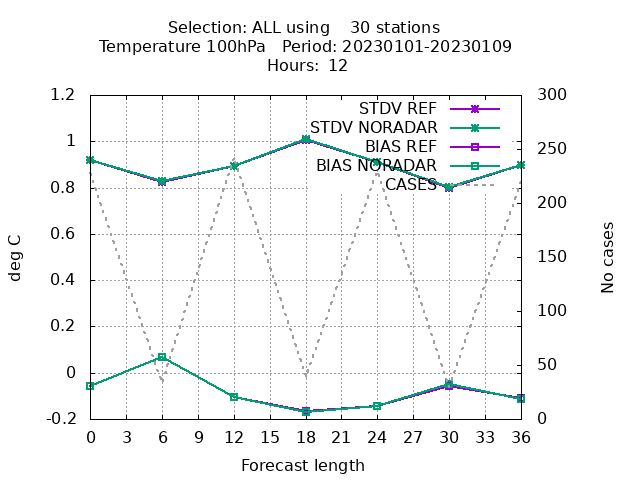 Selection: ALL using    30 stations
Temperature 100hPa   Period: 20230101-20230109
Hours:  12
1.2
1
0.8
0.6
0.4
0.2
0
-0.2
deg C
STDV REF
STDV NORADAR
BIAS REF
BIAS NORADAR
CASES
300
250
200
150
100
50
0
No cases
0 3 6 9 12 15 18 21 24 27 30 33 36
Forecast length